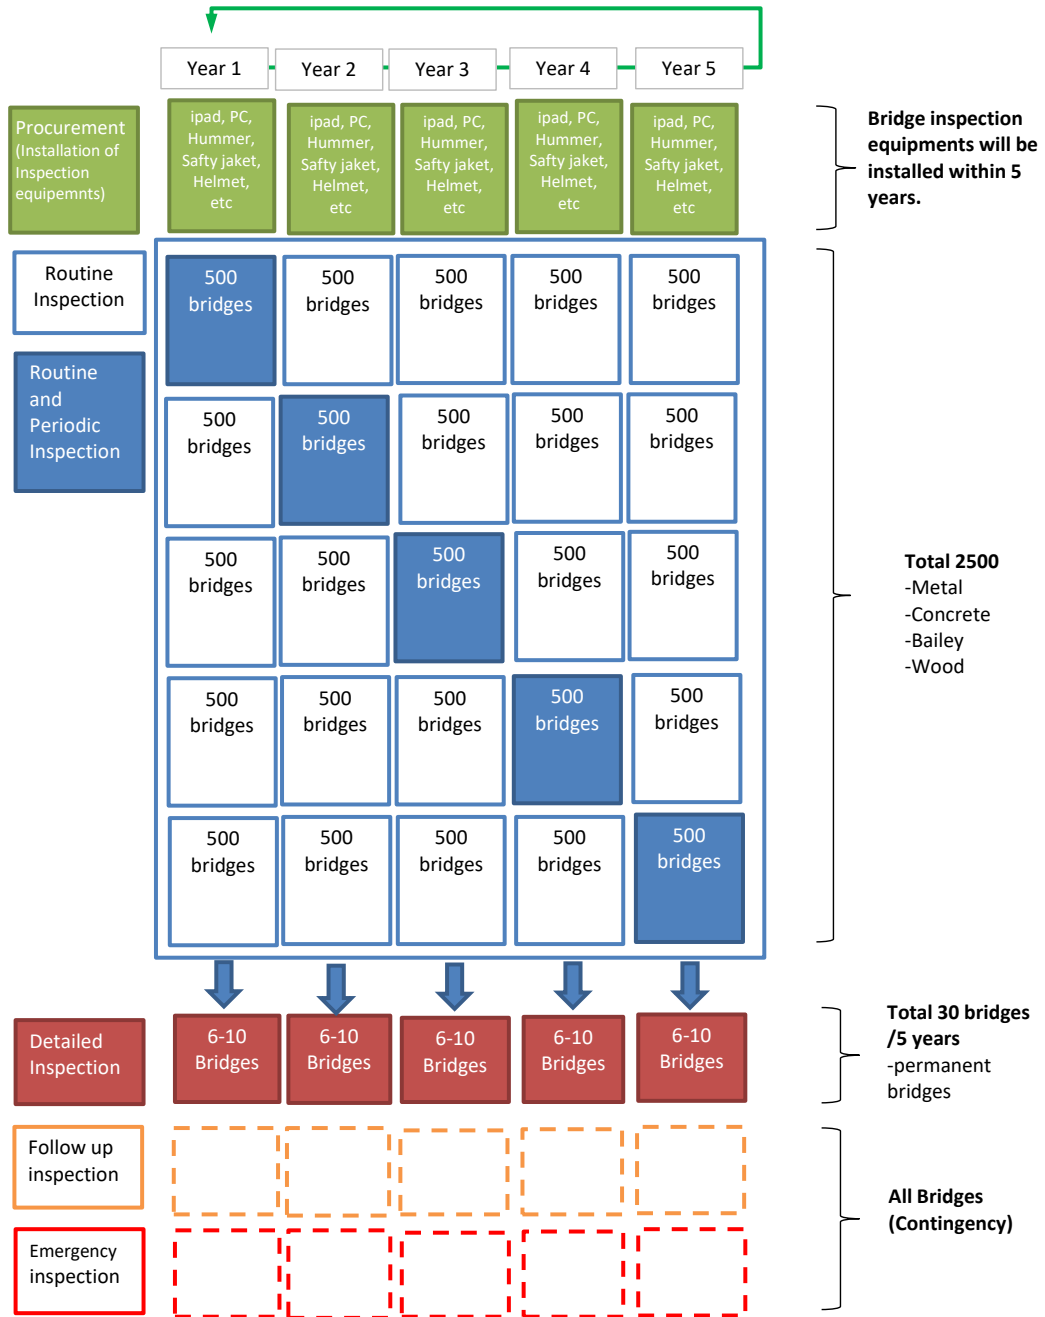 Year 1
Year 2
Year 3
Year 4
Year 5
Procurement
(Installation of
Inspection
equipemnts)
ipad, PC,
Hummer,
Safty jaket,
Helmet,
etc
ipad, PC,
Hummer,
Safty jaket,
Helmet,
etc
ipad, PC,
Hummer,
Safty jaket,
Helmet,
etc
ipad, PC,
Hummer,
Safty jaket,
Helmet,
etc
ipad, PC,
Hummer,
Safty jaket,
Helmet,
etc
Bridge inspection
equipments will be
installed within 5
years.
Routine
Inspection
Routine
and
Periodic
Inspection
500
bridges
500
bridges
500
bridges
500
bridges
500
bridges
500
bridges
500
bridges
500
bridges
500
bridges
500
bridges
500
bridges
500
bridges
500
bridges
500
bridges
500
bridges
500
bridges
500
bridges
500
bridges
500
bridges
500
bridges
500
bridges
500
bridges
500
bridges
500
bridges
500
bridges
Total 2500
-Metal
-Concrete
-Bailey
-Wood
Detailed
Inspection
6-10
Bridges
6-10
Bridges
6-10
Bridges
6-10
Bridges
6-10
Bridges
Total 30 bridges
/5 years
-permanent
bridges
Follow up
inspection
Emergency
inspection
All Bridges
(Contingency)